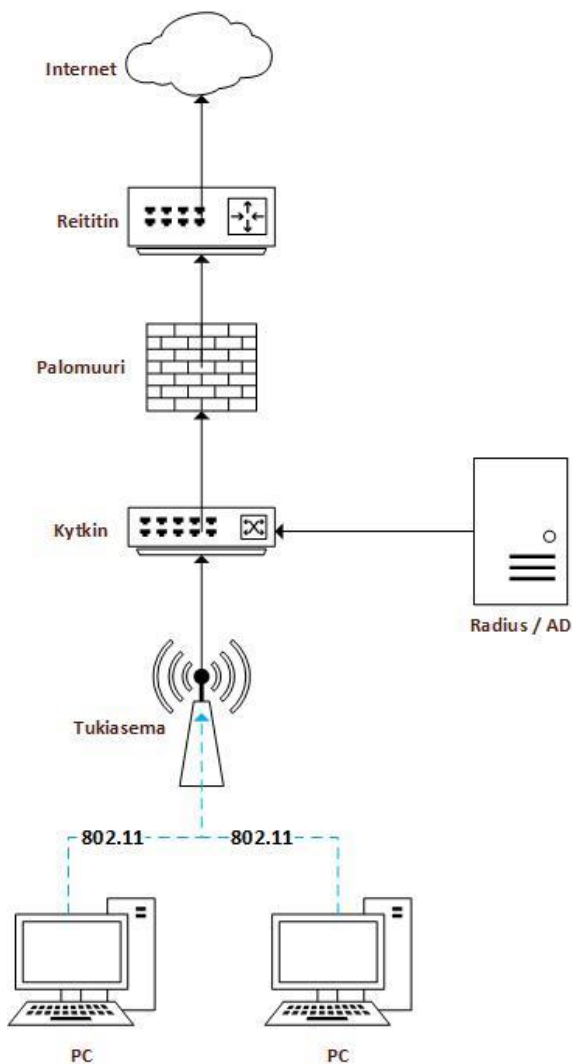 Internet
Reititin
Palomuuri
Kytkin
Radius / AD
Tukiasema
802.11
802.11
PC
PC